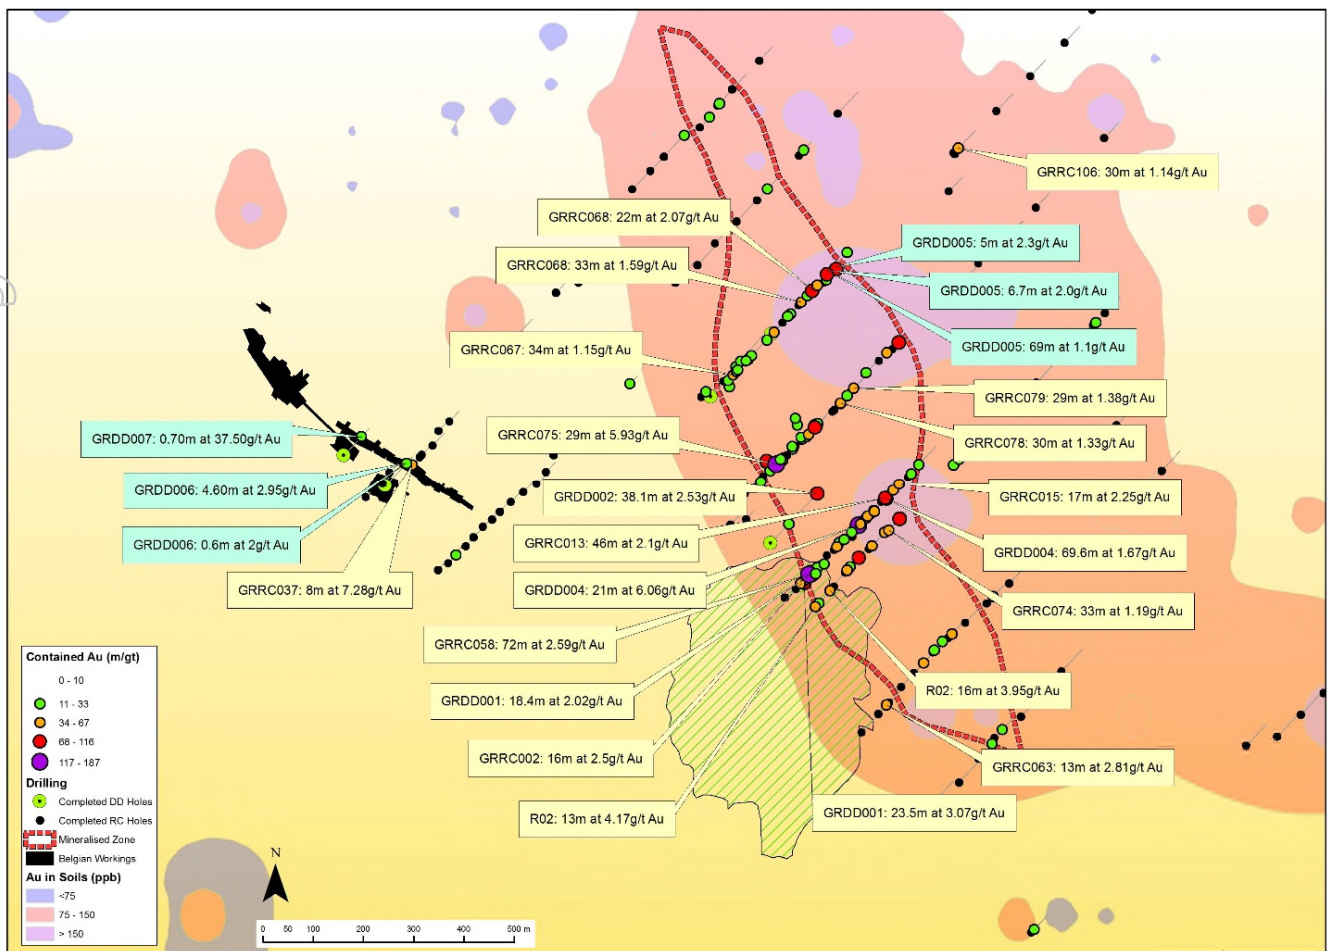 GRRC106: 30m at 1.14g/t Au
GRRC068: 22m at 2.07g/t Au
GRDD005: 5m at 2.3g/t Au
GRRC068: 33m at 1.59g/t Au
GRDD005: 6.7m at 2.0g/t Au
GRRC067: 34m at 1.15g/t Au
GRDD005: 69m at 1.1g/t Au
GRRC079: 29m at 1.38g/t Au
GRDD007: 0.70m at 37.50g/t Au
GRRC075: 29m at 5.93g/t Au
GRRC078: 30m at 1.33g/t Au
GRDD006: 4.60m at 2.95g/t Au
GRDD002: 38.1m at 2.53g/t Au
GRRC015: 17m at 2.25g/t Au
GRDD006: 0.6m at 2g/t Au
GRRC013: 46m at 2.1g/t Au
GRDD004: 69.6m at 1.67g/t Au
GRRC037: 8m at 7.28g/t Au
GRDD004: 21m at 6.06g/t Au
GRRC074: 33m at 1.19g/t Au
GRRC058: 72m at 2.59g/t Au
R02: 16m at 3.95g/t Au
GRDD001: 18.4m at 2.02g/t Au
GRRC002: 16m at 2.5g/t Au
GRRC063: 13m at 2.81g/t Au
R02: 13m at 4.17g/t Au
GRDD001: 23.5m at 3.07g/t Au
Contained Au (m/gt)
0 - 10
11 - 33
34 - 67
68 - 116
117 - 187
Drilling
Completed DD Holes
Completed RC Holes
Mineralised Zone
Belgian Workings
Au in Soils (ppb)
<75
75 - 150
> 150
N
0 50 100 200 300 400 500 m